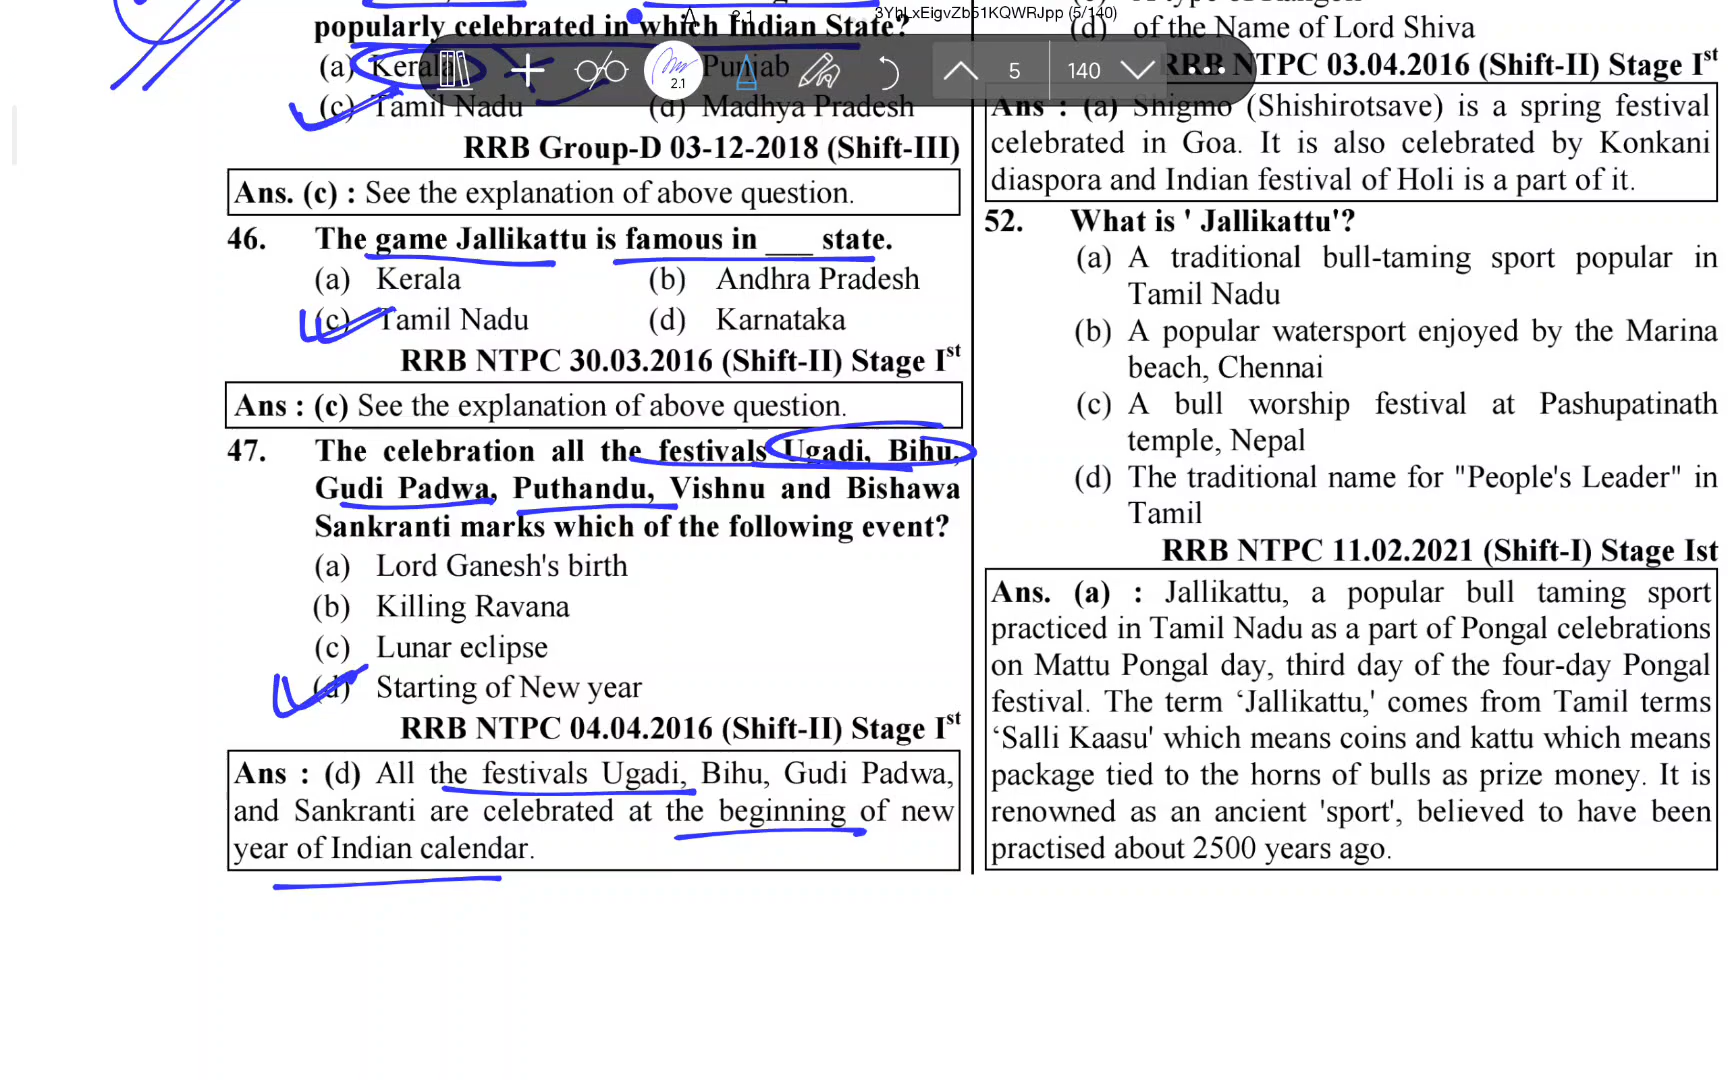 3YhLxEigvZb51KQWRJpp (5/140)
2.1
5
140
popularly celebrated in which Indian State?
(a) Kerala
Punjab
(c) Tamil Nadu (d) Madhya Pradesh
RRB Group-D 03-12-2018 (Shift-III)
Ans. (c) : See the explanation of above question.
46. The game Jallikattu is famous in ___ state.
(a) Kerala (b) Andhra Pradesh
(c) Tamil Nadu (d) Karnataka
RRB NTPC 30.03.2016 (Shift-II) Stage Ist
Ans : (c) See the explanation of above question.
47. The celebration all the festivals Ugadi, Bihu,
Gudi Padwa, Puthandu, Vishnu and Bishawa
Sankranti marks which of the following event?
(a) Lord Ganesh's birth
(b) Killing Ravana
(c) Lunar eclipse
(d) Starting of New year
RRB NTPC 04.04.2016 (Shift-II) Stage Ist
Ans : (d) All the festivals Ugadi, Bihu, Gudi Padwa,
and Sankranti are celebrated at the beginning of new
year of Indian calendar.
(d) of the Name of Lord Shiva
RRB NTPC 03.04.2016 (Shift-II) Stage Ist
Ans : (a) Shigmo (Shishirotsave) is a spring festival
celebrated in Goa. It is also celebrated by Konkani
diaspora and Indian festival of Holi is a part of it.
52. What is ' Jallikattu'?
(a) A traditional bull-taming sport popular in
Tamil Nadu
(b) A popular watersport enjoyed by the Marina
beach, Chennai
(c) A bull worship festival at Pashupatinath
temple, Nepal
(d) The traditional name for "People's Leader" in
Tamil
RRB NTPC 11.02.2021 (Shift-I) Stage Ist
Ans. (a) : Jallikattu, a popular bull taming sport
practiced in Tamil Nadu as a part of Pongal celebrations
on Mattu Pongal day, third day of the four-day Pongal
festival. The term ‘Jallikattu,' comes from Tamil terms
‘Salli Kaasu' which means coins and kattu which means
package tied to the horns of bulls as prize money. It is
renowned as an ancient 'sport', believed to have been
practised about 2500 years ago.